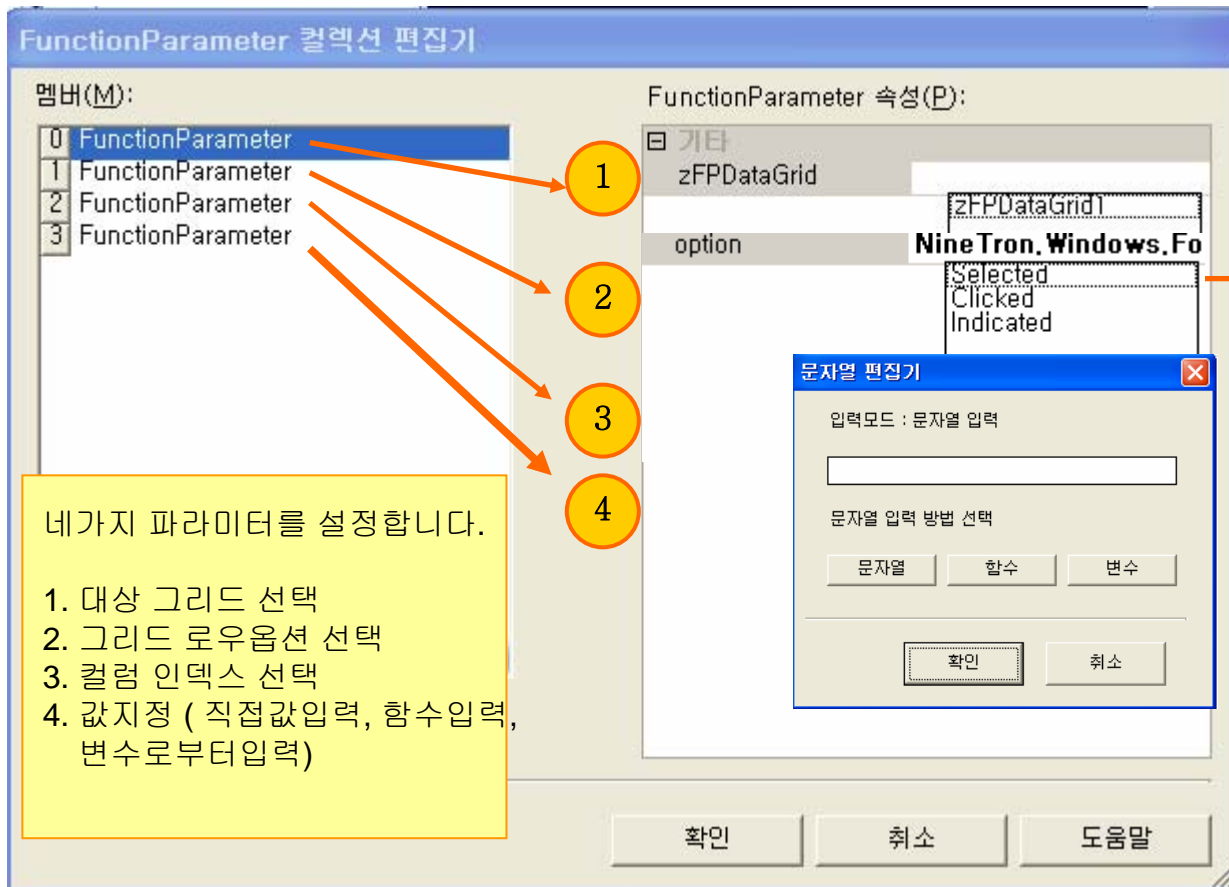 FunctionParameter 컬렉션 편집기
멤버(M):
0 FunctionParameter
1 FunctionParameter
2 FunctionParameter
3 FunctionParameter
FunctionParameter 속성(P):
기타
1
zFPDataGrid
zFPDataGrid1
option
NineTron.Windows.Fo
2
Selected
Clicked
Indicated
문자열 편집기
입력모드 : 문자열 입력
3
4
문자열 입력 방법 선택
문자열
함수
변수
확인
취소
네가지 파라미터를 설정합니다.
1. 대상 그리드 선택
2. 그리드 로우옵션 선택
3. 컬럼 인덱스 선택
4. 값지정 ( 직접값입력, 함수입력,
변수로부터입력)
확인
취소
도움말